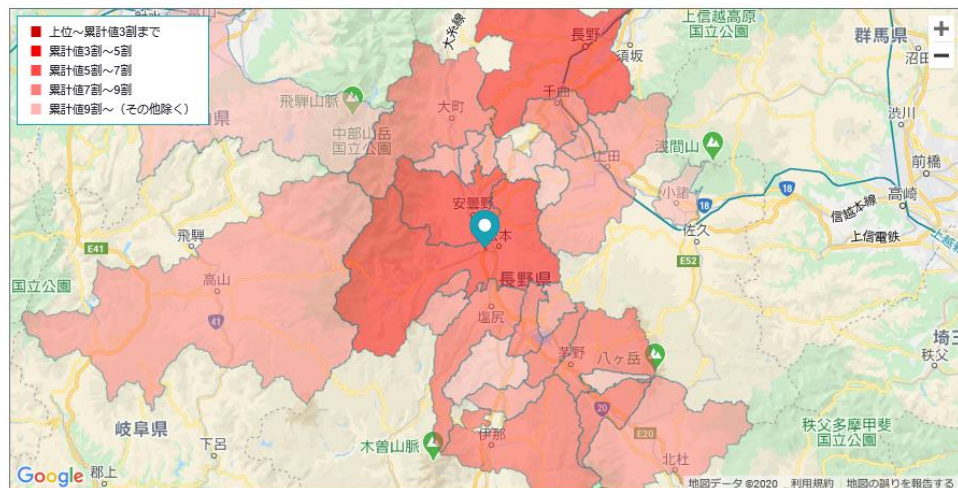 上位～累計値3割まで
累計値3割～5割
累計値5割～7割
累計値7割～9割
累計値9割～（その他除く）
大糸線
長野
須坂
上信越高原
国立公園
群馬県
沼田
渋川
前橋
高崎
信越本線
上信電鉄
上越
千曲
上田
浅間山
小諸
佐久
18
18
E52
飛騨山脈
中部山岳
国立公園
大町
安曇野
松本
長野県
塩尻
茅野
八ヶ岳
20
E20
伊那
北杜
木曽山脈
E41
飛騨
国立公園
高山
41
岐阜県
下呂
郡上
秩父
秩父多摩甲斐
国立公園
+
−
Google
地図データ ©2020
利用規約
地図の誤りを報告する